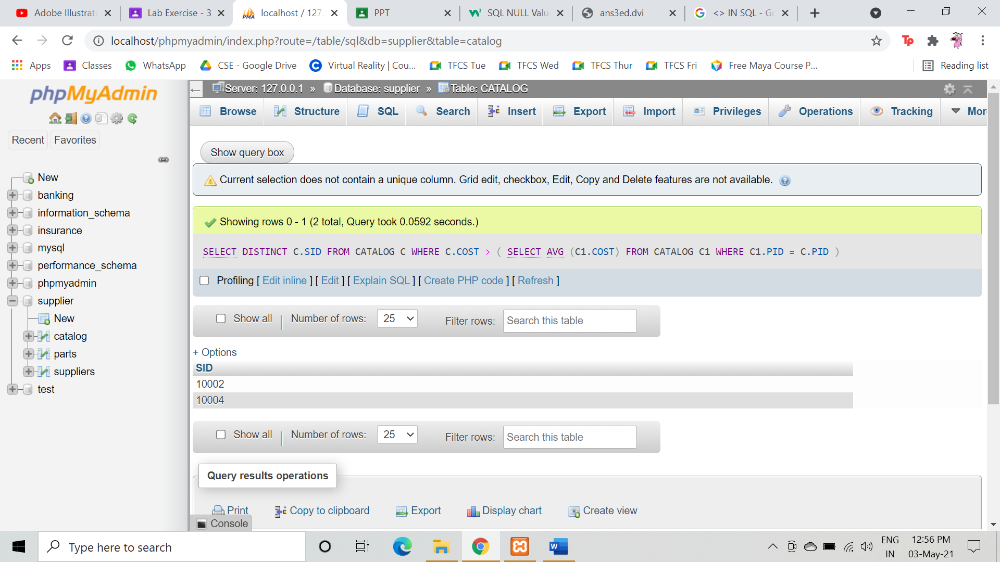 Adobe Illustrat
Lab Exercise - 3
localhost / 127.
PPT
SQL NULL Valu
ans3ed.dvi
<> IN SQL - Go
localhost/phpmyadmin/index.php?route=/table/sql&db=supplier&table=catalog
Apps
Classes
WhatsApp
CSE - Google Drive
Virtual Reality | Cou...
TFCS Tue
TFCS Wed
TFCS Thur
TFCS Fri
Free Maya Course P...
Reading list
phpMyAdmin
Recent
Favorites
New
banking
information_schema
insurance
mysql
performance_schema
phpmyadmin
supplier
New
catalog
parts
suppliers
test
Server: 127.0.0.1 » Database: supplier » Table: CATALOG
Browse
Structure
SQL
Search
Insert
Export
Import
Privileges
Operations
Tracking
Mor
Show query box
Current selection does not contain a unique column. Grid edit, checkbox, Edit, Copy and Delete features are not available.
Showing rows 0 - 1 (2 total, Query took 0.0592 seconds.)
SELECT DISTINCT C.SID FROM CATALOG C WHERE C.COST > ( SELECT AVG (C1.COST) FROM CATALOG C1 WHERE C1.PID = C.PID )
Profiling [ Edit inline ] [ Edit ] [ Explain SQL ] [ Create PHP code ] [ Refresh ]
Show all
Number of rows: 25
Filter rows: Search this table
+ Options
SID
10002
10004
Show all
Number of rows: 25
Filter rows: Search this table
Query results operations
Print
Copy to clipboard
Export
Display chart
Create view
Console
Type here to search
ENG
IN
12:56 PM
03-May-21